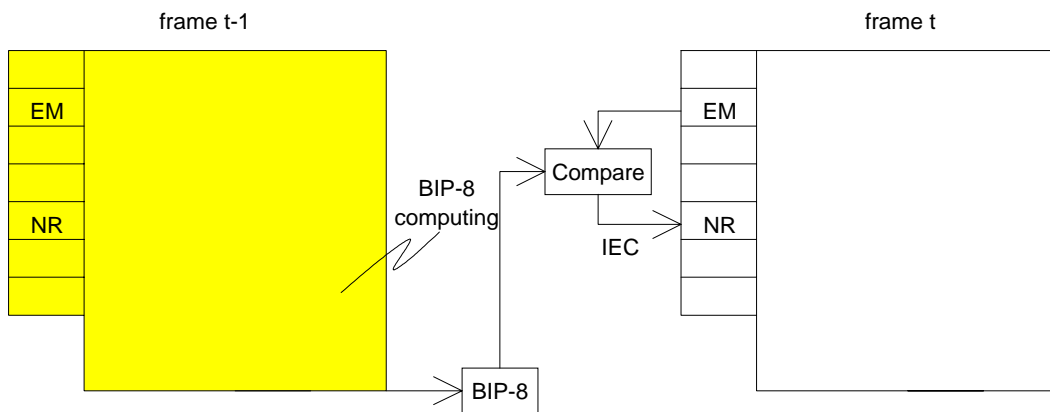 frame t-1
frame t
EM
EM
Compare
BIP-8
computing
NR
NR
IEC
BIP-8